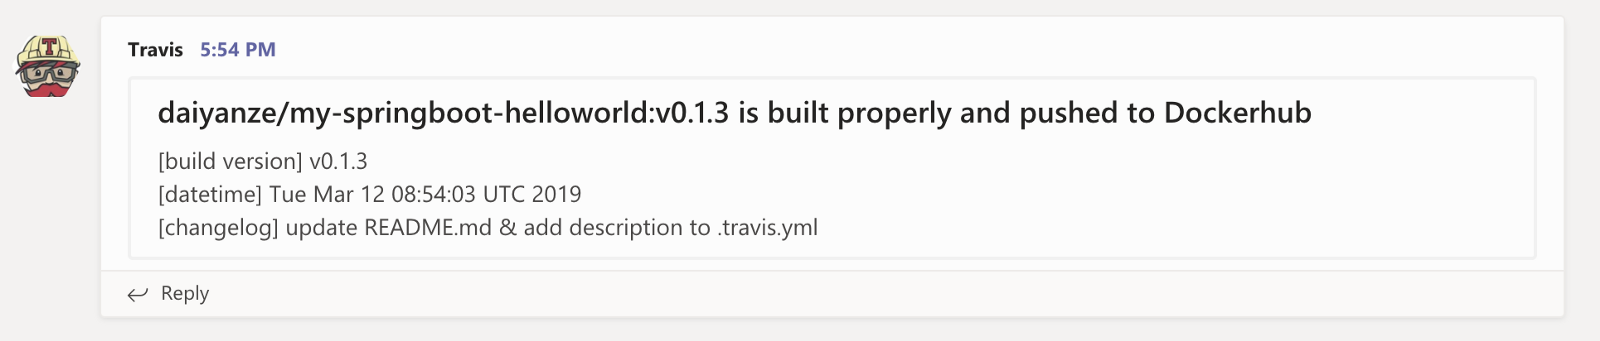 T
Travis 5:54 PM
daiyanze/my-springboot-helloworld:v0.1.3 is built properly and pushed to Dockerhub
[build version] v0.1.3
[datetime] Tue Mar 12 08:54:03 UTC 2019
[changelog] update README.md & add description to .travis.yml
Reply